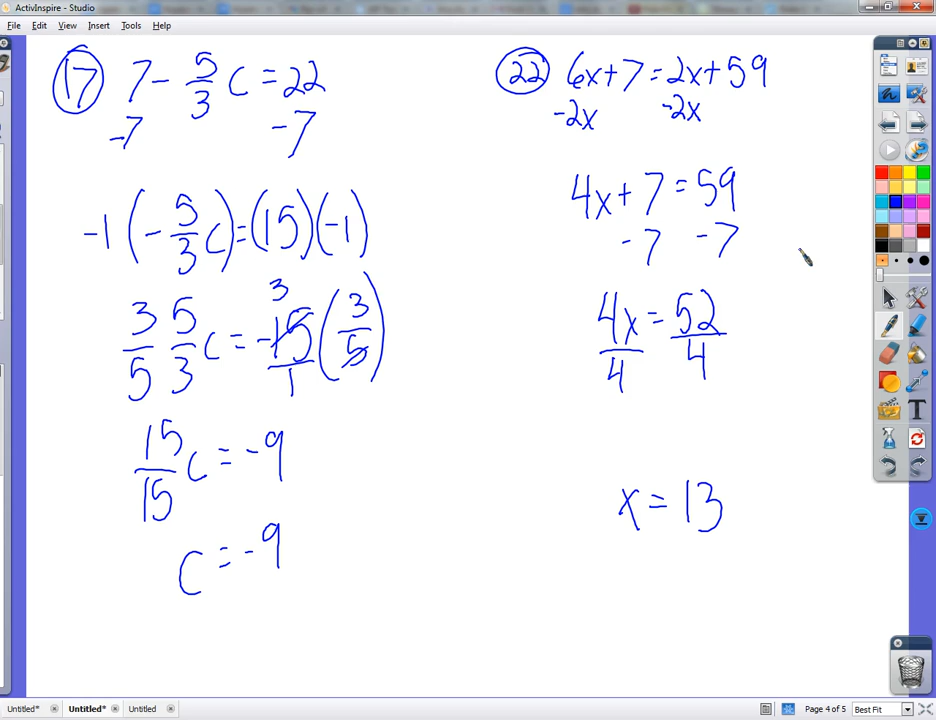 ActivInspire - Studio
File Edit View Insert Tools Help
17 7 - 5/3 c = 22
-7 -7
-1 (- 5/3 c) = (15) (-1)
3
3/5 5/3 c = -15/1 (3/5)
15/15 c = -9
c = -9
22 6x + 7 = 2x + 59
-2x -2x
4x + 7 = 59
- 7 - 7
4x/4 = 52/4
x = 13
T
Untitled* Untitled* Untitled Page 4 of 5 Best Fit